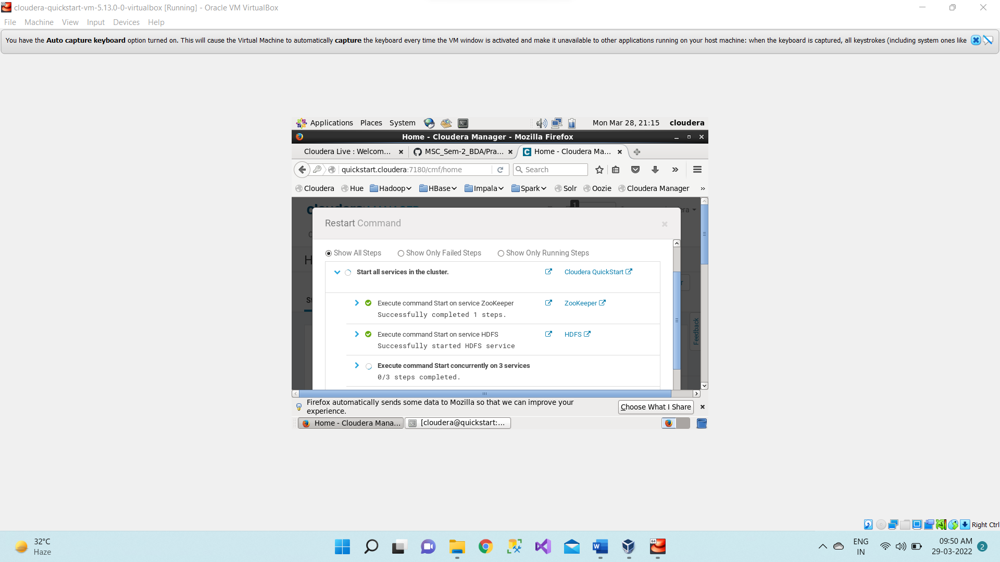 cloudera-quickstart-vm-5.13.0-0-virtualbox [Running] - Oracle VM VirtualBox
File Machine View Input Devices Help
You have the Auto capture keyboard option turned on. This will cause the Virtual Machine to automatically capture the keyboard every time the VM window is activated and make it unavailable to other applications running on your host machine: when the keyboard is captured, all keystrokes (including system ones like
Applications Places System Mon Mar 28, 21:15 cloudera
Home - Cloudera Manager - Mozilla Firefox
Cloudera Live : Welcom... MSC_Sem-2_BDA/Pra... Home - Cloudera Ma...
quickstart.cloudera:7180/cmf/home Search
Cloudera Hue Hadoop HBase Impala Spark Solr Oozie Cloudera Manager »
Restart Command
Show All Steps Show Only Failed Steps Show Only Running Steps
Start all services in the cluster. Cloudera QuickStart
Execute command Start on service ZooKeeper ZooKeeper
Successfully completed 1 steps.
Execute command Start on service HDFS HDFS
Successfully started HDFS service
Feedback
Execute command Start concurrently on 3 services
0/3 steps completed.
Firefox automatically sends some data to Mozilla so that we can improve your
experience.
Choose What I Share
Home - Cloudera Mana... [cloudera@quickstart:...
Right Ctrl
32°C
Haze
ENG
IN
09:50 AM
29-03-2022
2
64